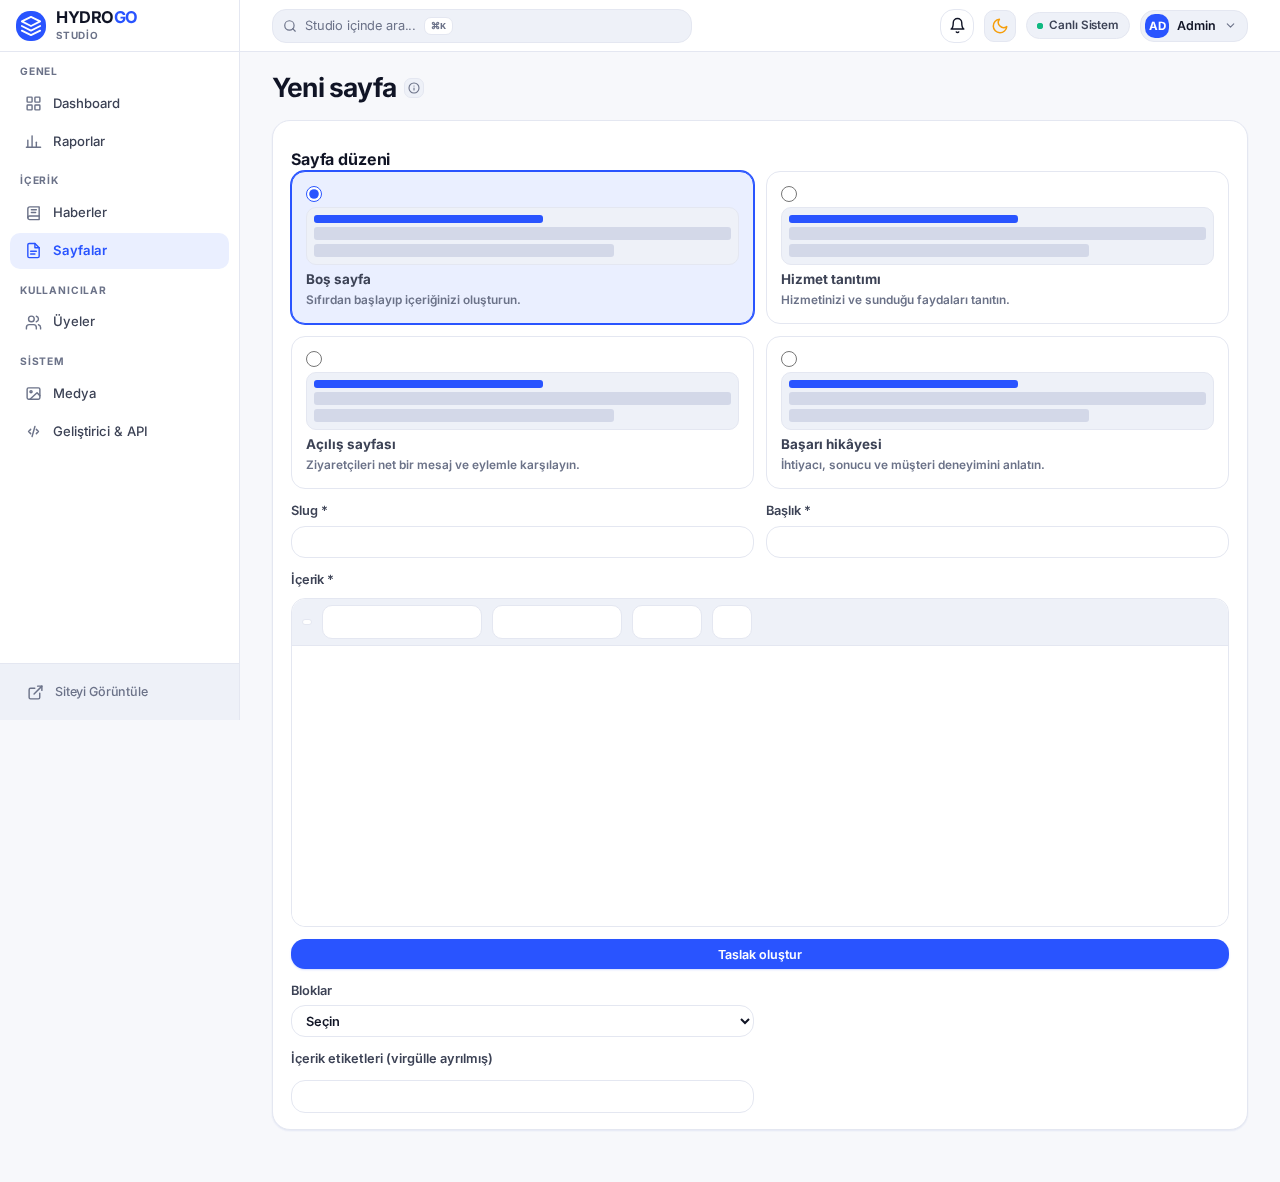 HYDROGO
STUDİO
Studio içinde ara...
⌘K
Canlı Sistem
AD
Admin
GENEL
Dashboard
Raporlar
İÇERİK
Haberler
Sayfalar
KULLANICILAR
Üyeler
SİSTEM
Medya
Geliştirici & API
Siteyi Görüntüle
Yeni sayfa
Sayfa düzeni
Boş sayfa
Sıfırdan başlayıp içeriğinizi oluşturun.
Hizmet tanıtımı
Hizmetinizi ve sunduğu faydaları tanıtın.
Açılış sayfası
Ziyaretçileri net bir mesaj ve eylemle karşılayın.
Başarı hikâyesi
İhtiyacı, sonucu ve müşteri deneyimini anlatın.
Slug *
Başlık *
İçerik *
Taslak oluştur
Bloklar
Seçin
İçerik etiketleri (virgülle ayrılmış)